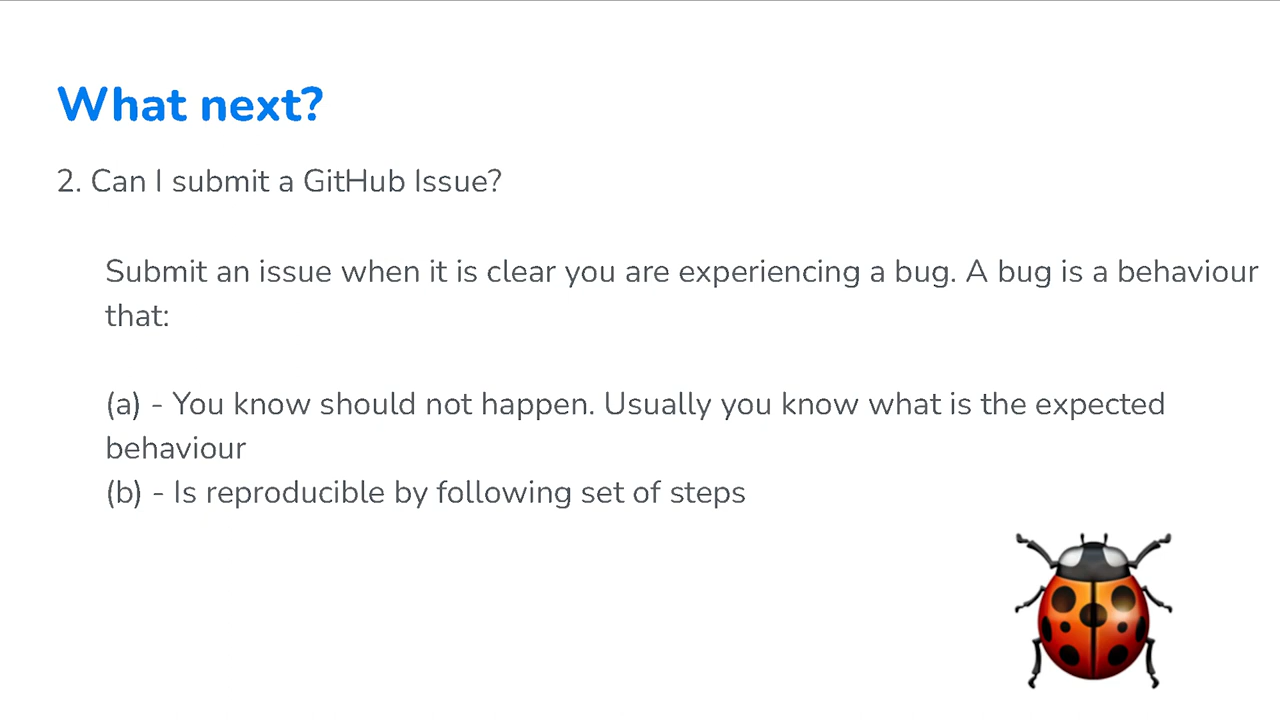 What next?
2. Can I submit a GitHub Issue?
Submit an issue when it is clear you are experiencing a bug. A bug is a behaviour
that:
(a) - You know should not happen. Usually you know what is the expected
behaviour
(b) - Is reproducible by following set of steps